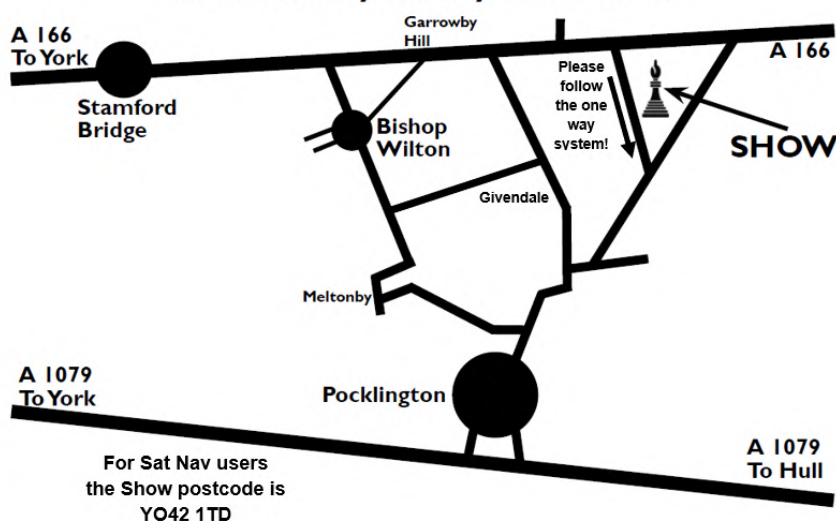 Garrowby
Hill
A 166
To York
A 166
Stamford
Bridge
Bishop
Wilton
Please
follow
the one
way
system!
SHOW
Givendale
Meltonby
Pocklington
A 1079
To York
For Sat Nav users
the Show postcode is
YO42 1TD
A 1079
To Hull